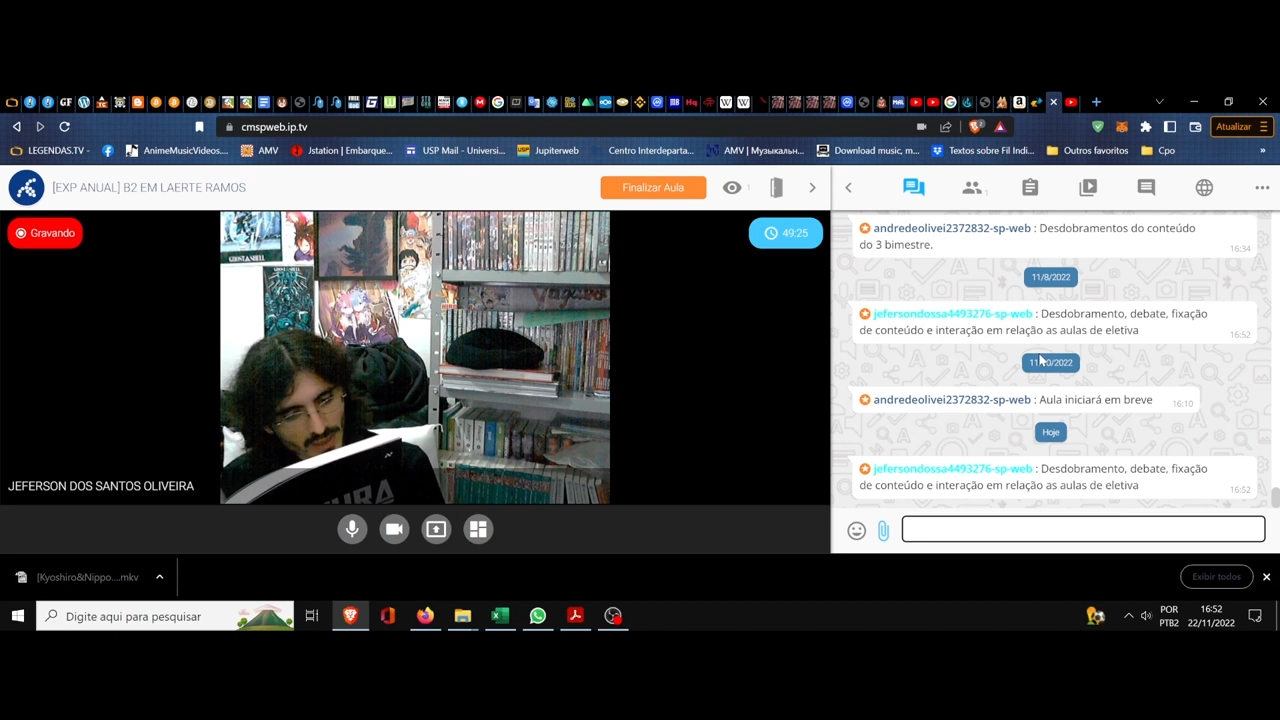 cmspweb.ip.tv
Atualizar
LEGENDAS.TV
AnimeMusicVideos...
AMV
Jstation | Embarque...
USP Mail - Universi...
Jupiterweb
Centro Interdeparta...
AMV | Музыкальн...
Download music, m...
Textos sobre Fil Indi...
Outros favoritos
Cpo
[EXP ANUAL] B2 EM LAERTE RAMOS
Finalizar Aula
1
1
Gravando
49:25
andredeolivei2372832-sp-web : Desdobramentos do conteúdo
do 3 bimestre.
16:34
11/8/2022
jefersondossa4493276-sp-web : Desdobramento, debate, fixação
de conteúdo e interação em relação as aulas de eletiva
16:52
andredeolivei2372832-sp-web : Aula iniciará em breve
16:10
Hoje
jefersondossa4493276-sp-web : Desdobramento, debate, fixação
de conteúdo e interação em relação as aulas de eletiva
16:52
JEFERSON DOS SANTOS OLIVEIRA
[Kyoshiro&Nippo....mkv
Exibir todos
Digite aqui para pesquisar
POR
PTB2
16:52
22/11/2022